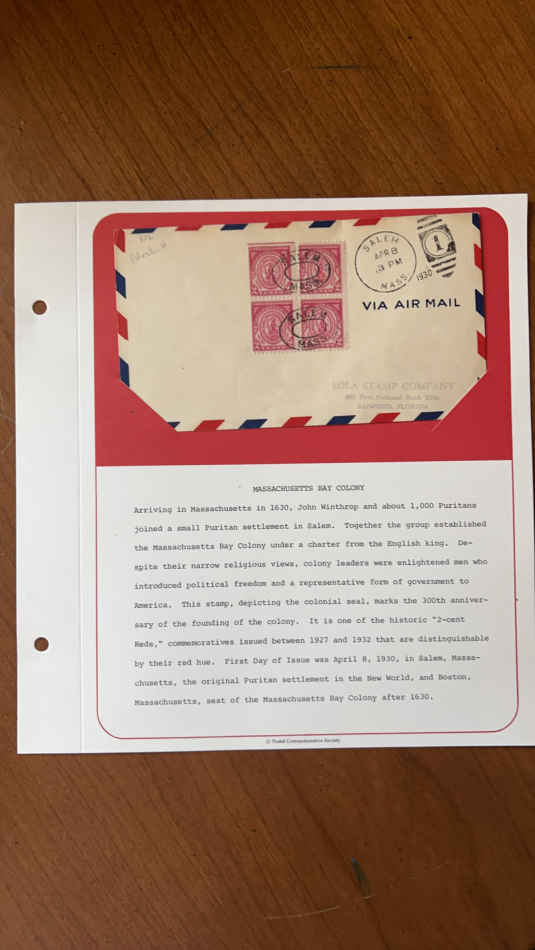 SALEM
APR 8
3 PM
MASS.
1930
1
SALEM
MASS.
SALEM
MASS.
VIA AIR MAIL
STAMP COMPANY
First National Bank
FLORIDA
MASSACHUSETTS BAY COLONY
Arriving in Massachusetts in 1630, John Winthrop and about 1,000 Puritans
joined a small Puritan settlement in Salem. Together the group established
the Massachusetts Bay Colony under a charter from the English king. De-
spite their narrow religious views, colony leaders were enlightened men who
introduced political freedom and a representative form of government to
America. This stamp, depicting the colonial seal, marks the 300th anniver-
sary of the founding of the colony. It is one of the historic "2-cent
Reds," commemoratives issued between 1927 and 1932 that are distinguishable
by their red hue. First Day of Issue was April 8, 1930, in Salem, Massa-
chusetts, the original Puritan settlement in the New World, and Boston,
Massachusetts, seat of the Massachusetts Bay Colony after 1630.
© Postal Commemorative Society